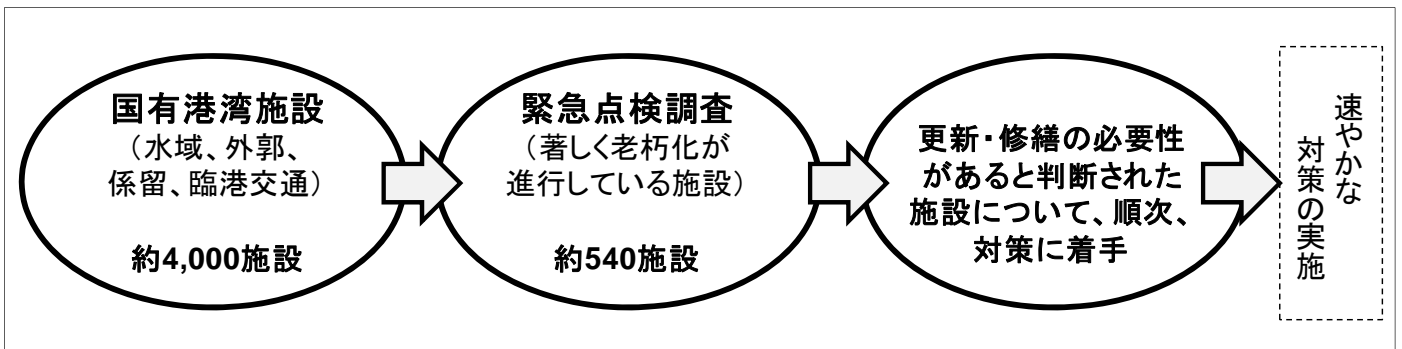 国有港湾施設
（水域、外郭、
係留、臨港交通）
約4,000施設
緊急点検調査
（著しく老朽化が
進行している施設）
約540施設
更新・修繕の必要性
があると判断された
施設について、順次、
対策に着手
速やかな
対策の実施